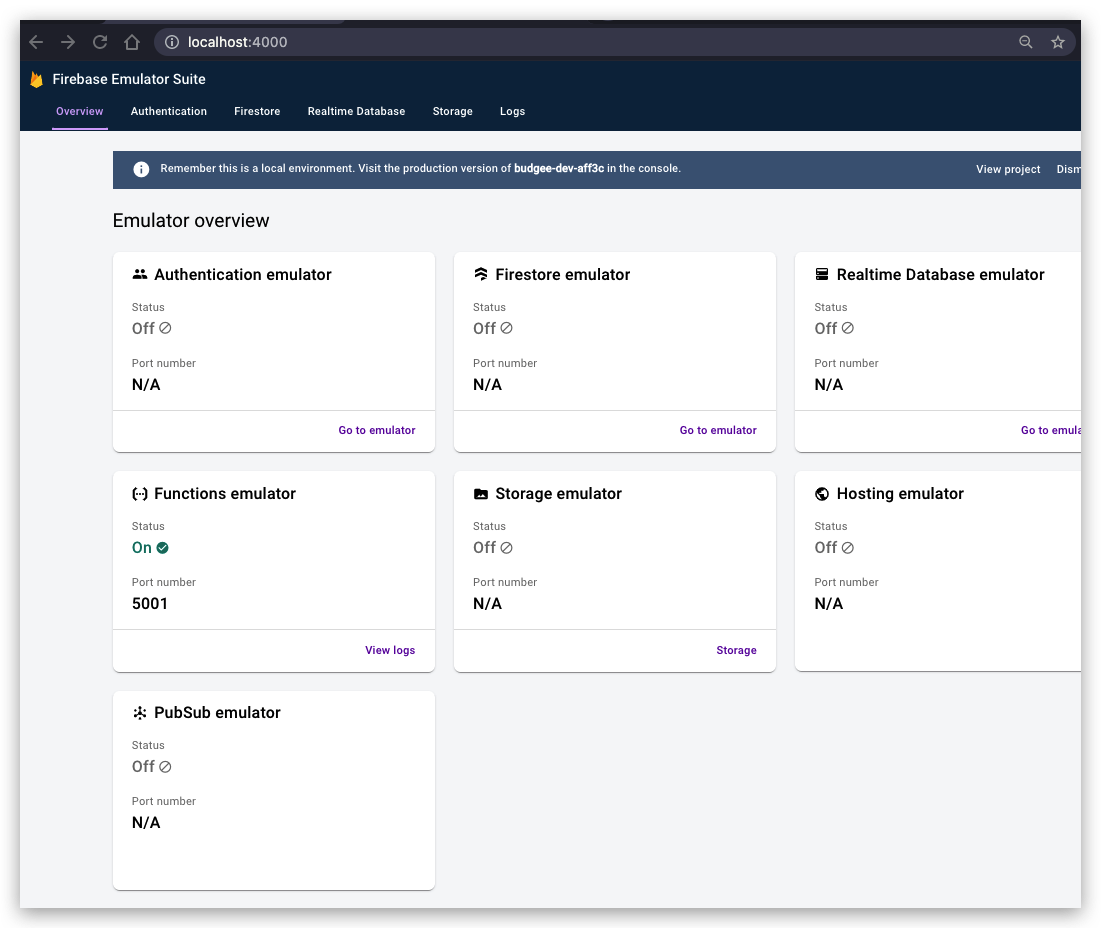 localhost:4000
Firebase Emulator Suite
Overview Authentication Firestore Realtime Database Storage Logs
Remember this is a local environment. Visit the production version of budgee-dev-aff3c in the console. View project Dism
Emulator overview
Authentication emulator
Status
Off
Port number
N/A
Go to emulator
Firestore emulator
Status
Off
Port number
N/A
Go to emulator
Realtime Database emulator
Status
Off
Port number
N/A
Go to emula
Functions emulator
Status
On
Port number
5001
View logs
Storage emulator
Status
Off
Port number
N/A
Storage
Hosting emulator
Status
Off
Port number
N/A
PubSub emulator
Status
Off
Port number
N/A